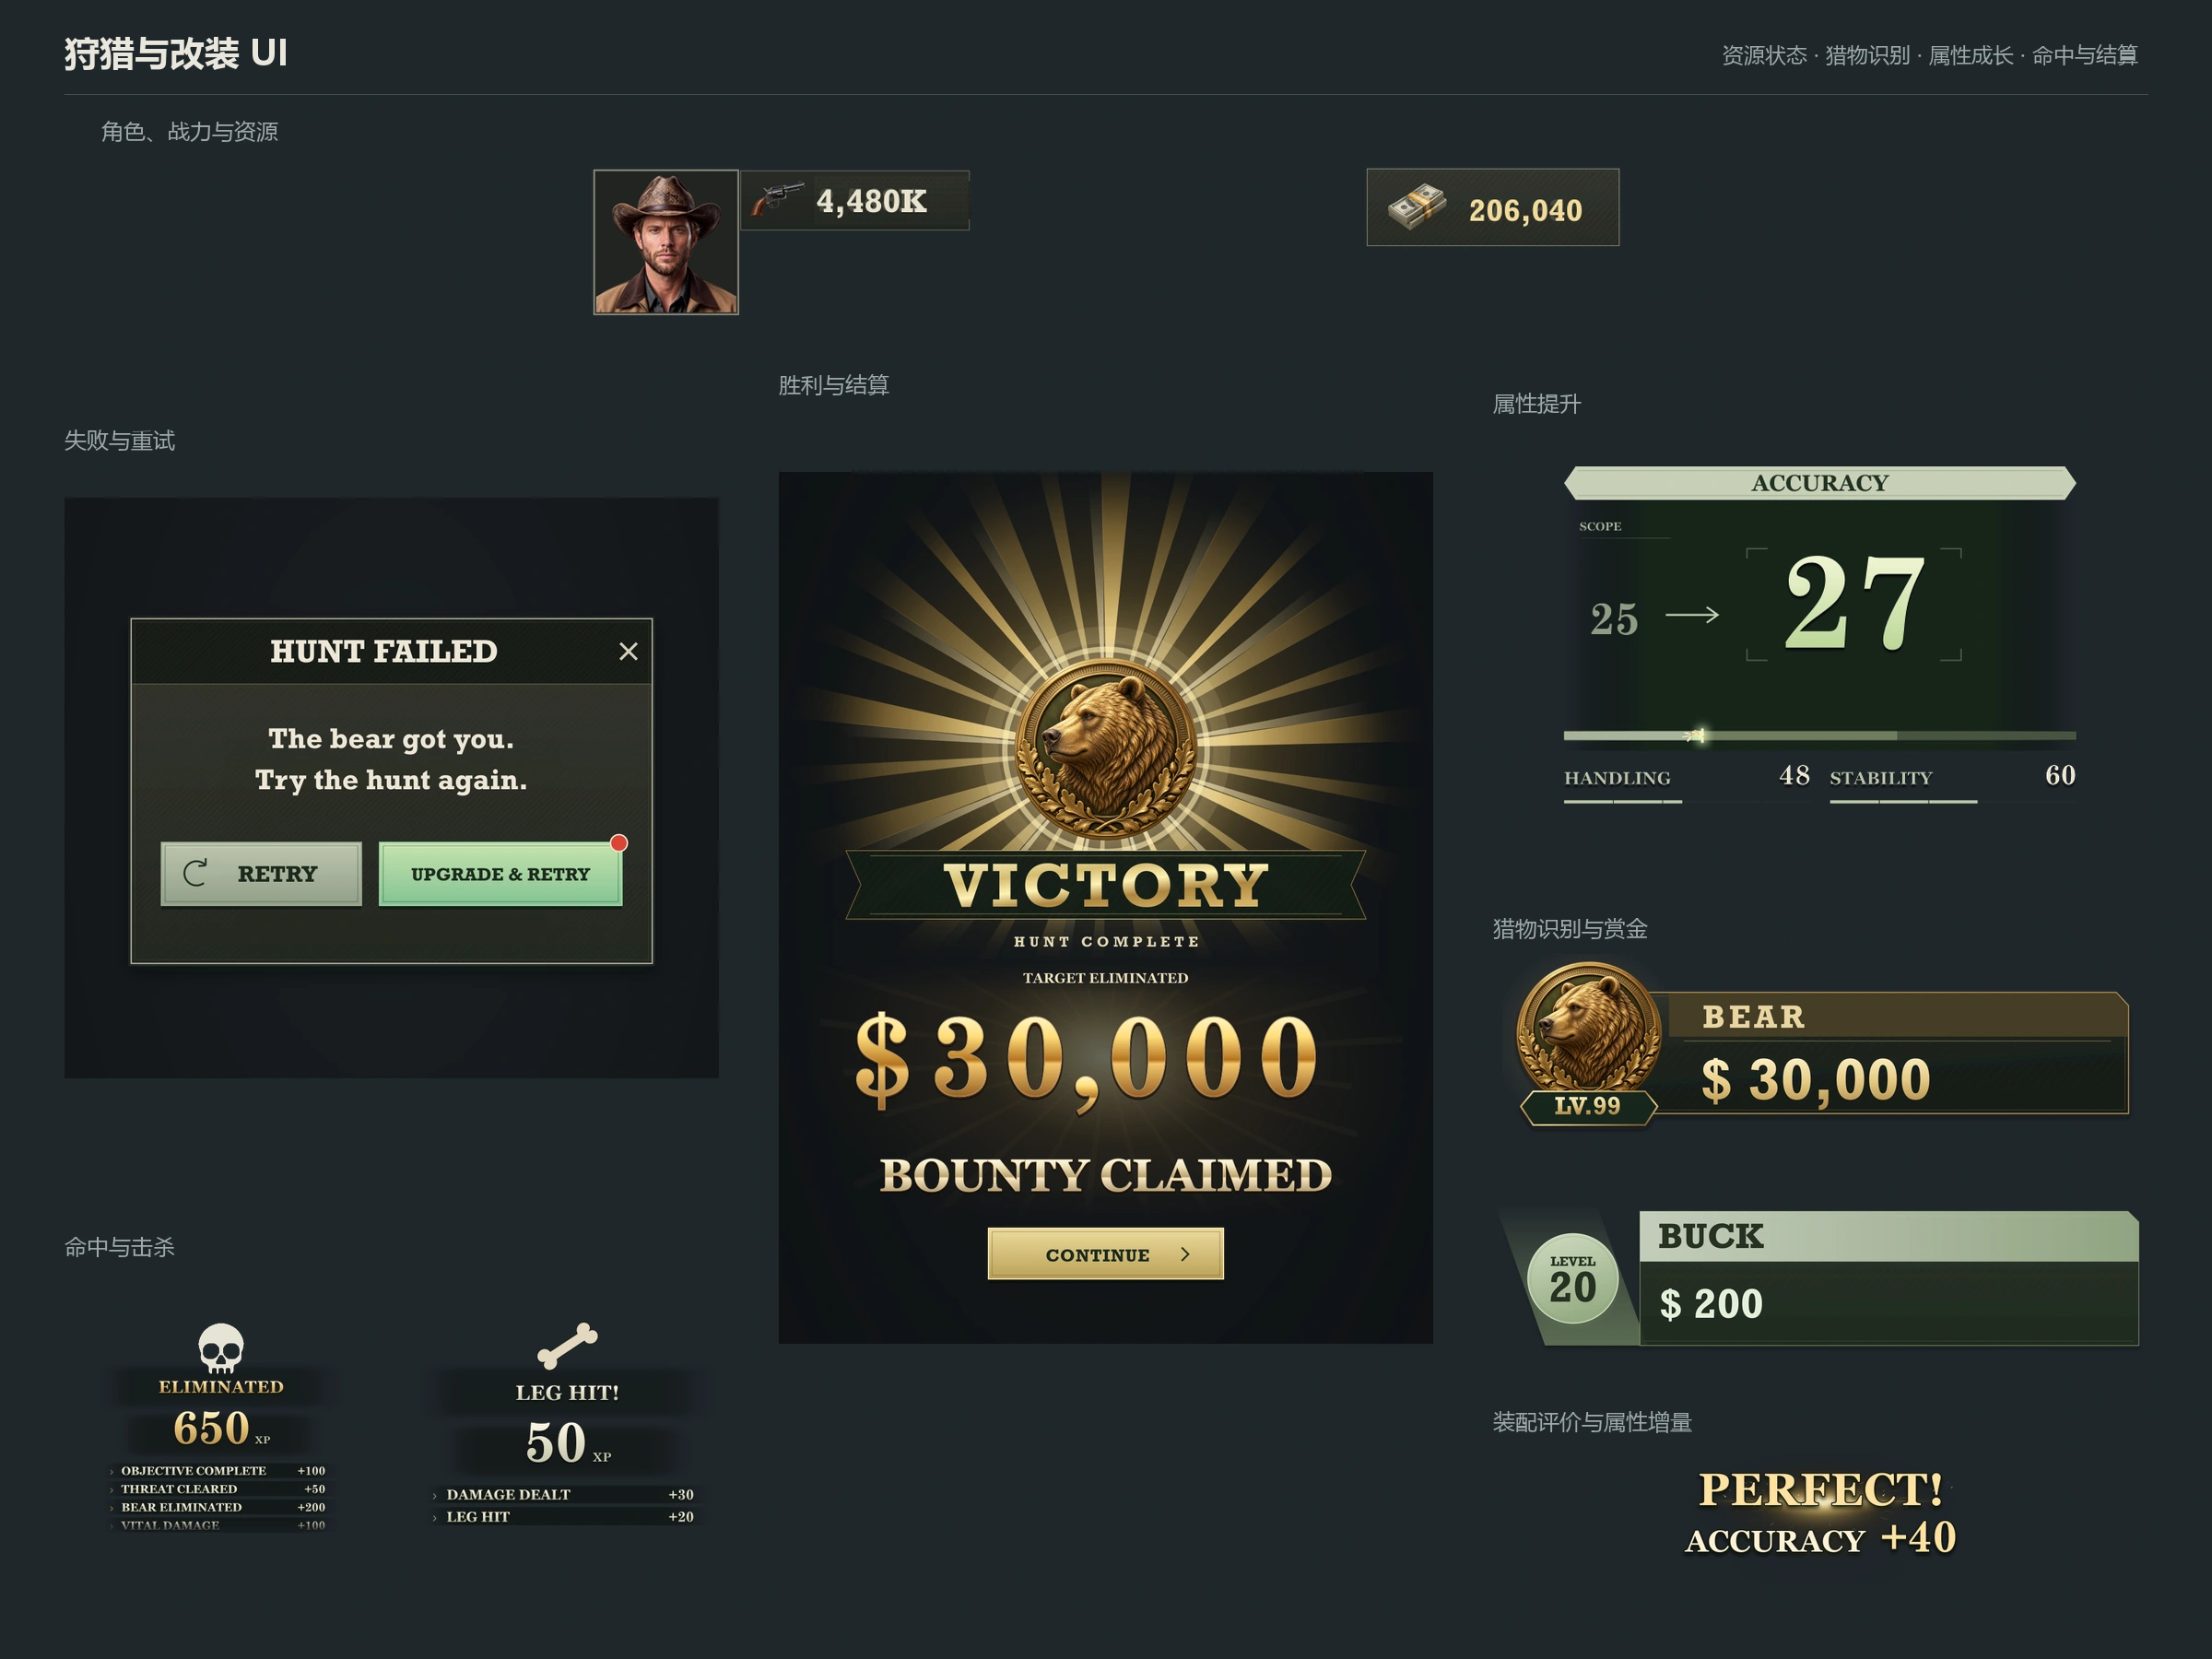 狩猎与改装 UI
资源状态 · 猎物识别 · 属性成长 · 命中与结算
角色、战力与资源
4,480K
206,040
失败与重试
HUNT FAILED
The bear got you.
Try the hunt again.
RETRY
UPGRADE & RETRY
命中与击杀
ELIMINATED
650 XP
› OBJECTIVE COMPLETE +100
› THREAT CLEARED +50
› BEAR ELIMINATED +200
› VITAL DAMAGE +100
LEG HIT!
50 XP
› DAMAGE DEALT +30
› LEG HIT +20
胜利与结算
VICTORY
HUNT COMPLETE
TARGET ELIMINATED
$30,000
BOUNTY CLAIMED
CONTINUE
属性提升
ACCURACY
SCOPE
25 → 27
HANDLING 48 STABILITY 60
猎物识别与赏金
BEAR
$ 30,000
LV.99
BUCK
LEVEL
20
$ 200
装配评价与属性增量
PERFECT!
ACCURACY +40